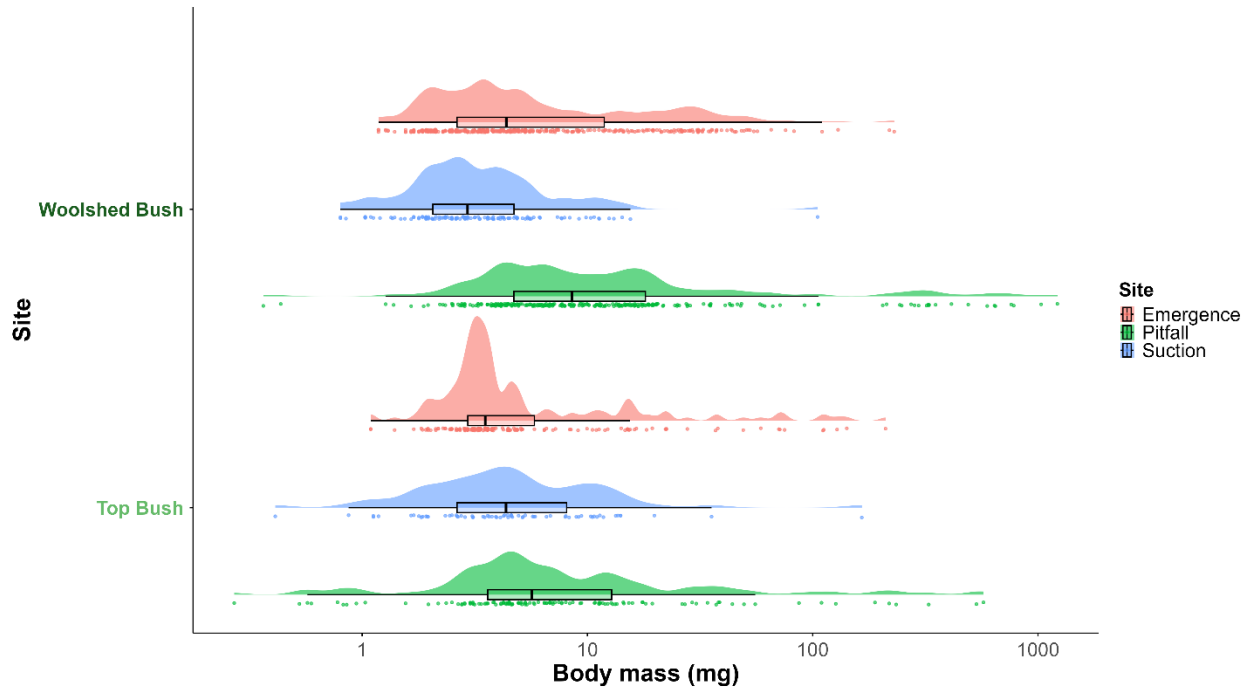 Site
Woolshed Bush
Top Bush
1
10
100
1000
Body mass (mg)
Site
Emergence
Pitfall
Suction